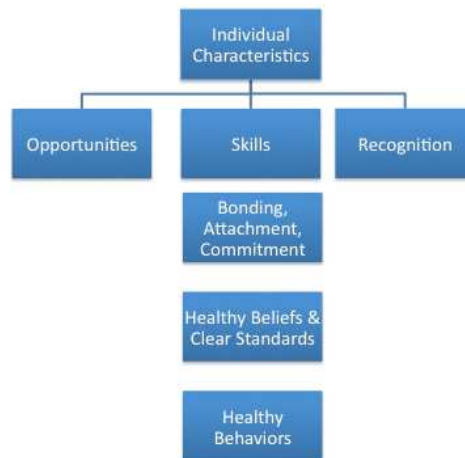 Individual
Characteristics
Opportunities
Skills
Recognition
Bonding,
Attachment,
Commitment
Healthy Beliefs &
Clear Standards
Healthy
Behaviors